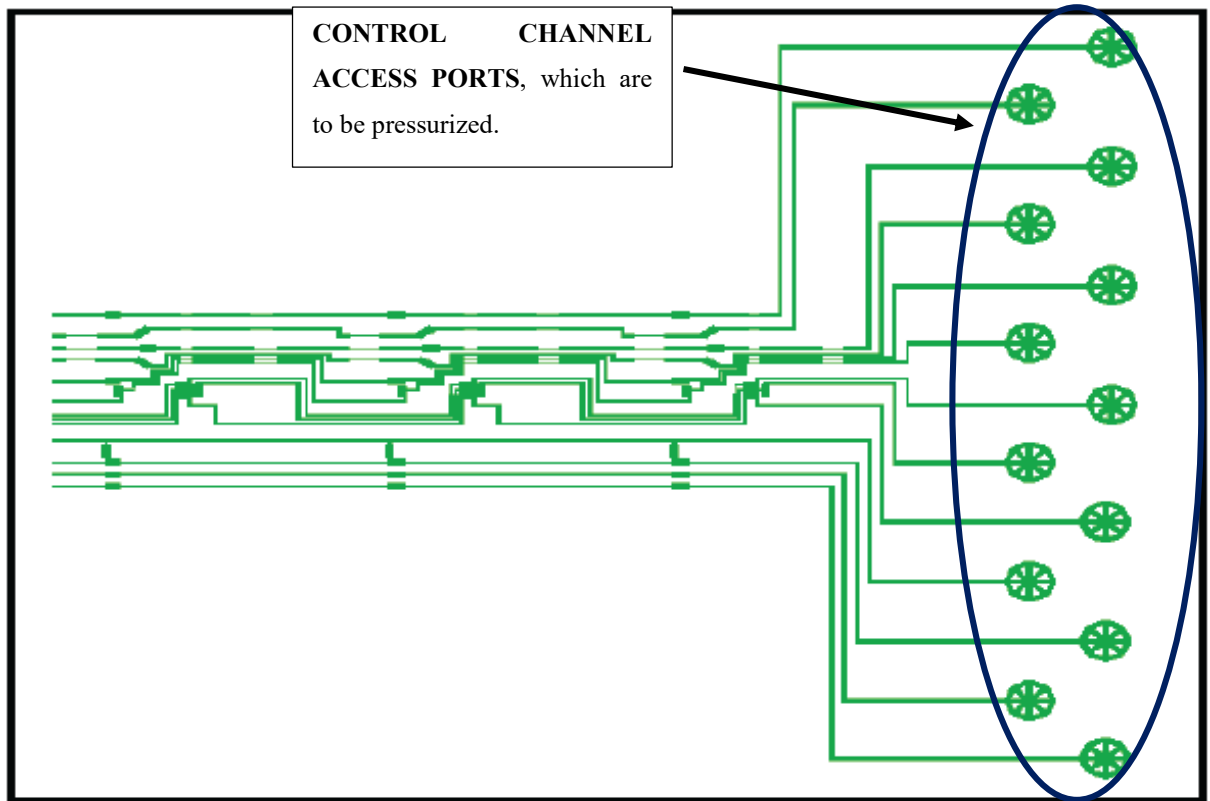 CONTROL CHANNEL
ACCESS PORTS, which are
to be pressurized.